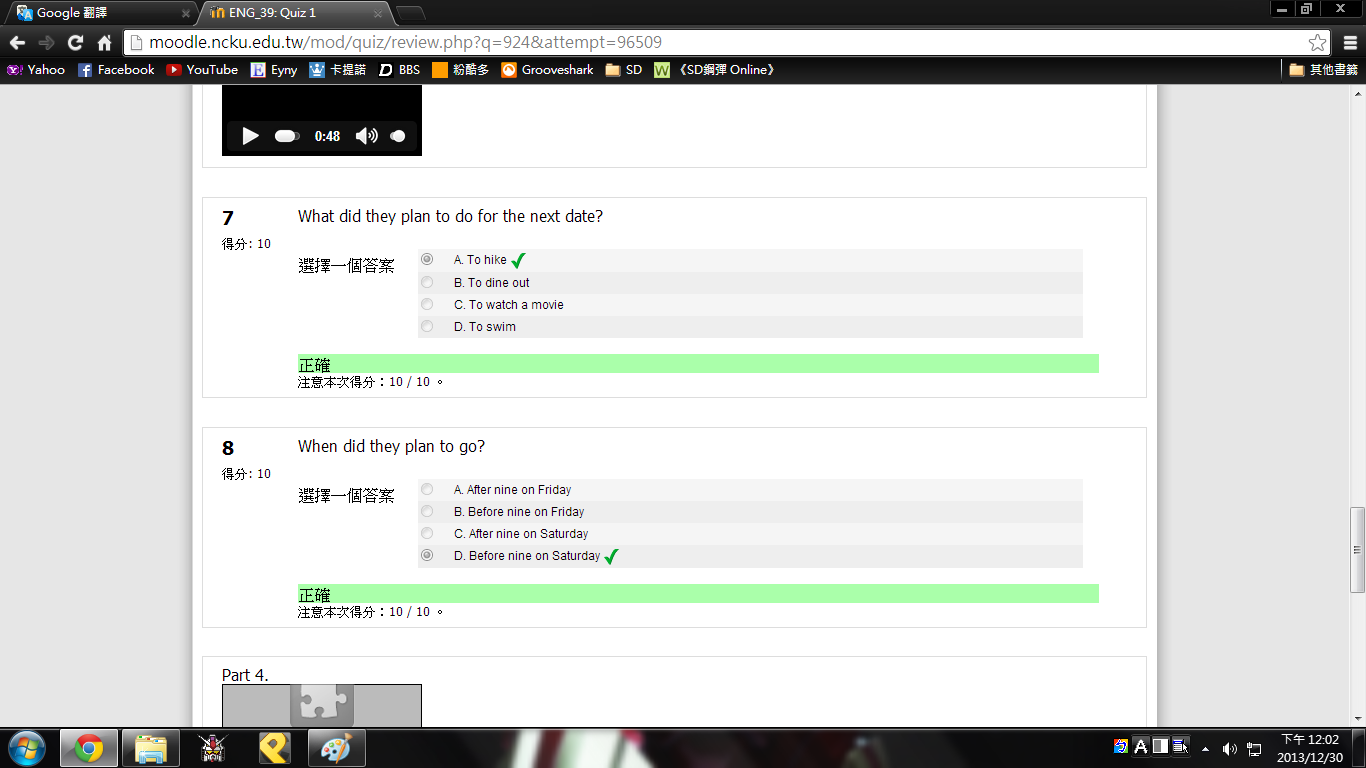 Google 翻譯
ENG_39: Quiz 1
moodle.ncku.edu.tw/mod/quiz/review.php?q=924&attempt=96509
Yahoo Facebook YouTube Eyny 卡提諾 BBS 粉酷多 Grooveshark SD 《SD鋼彈 Online》 其他書籤
0:48
7 What did they plan to do for the next date?
得分: 10
選擇一個答案
A. To hike
B. To dine out
C. To watch a movie
D. To swim
正確
注意本次得分：10 / 10 。
8 When did they plan to go?
得分: 10
選擇一個答案
A. After nine on Friday
B. Before nine on Friday
C. After nine on Saturday
D. Before nine on Saturday
正確
注意本次得分：10 / 10 。
Part 4.
下午 12:02
2013/12/30